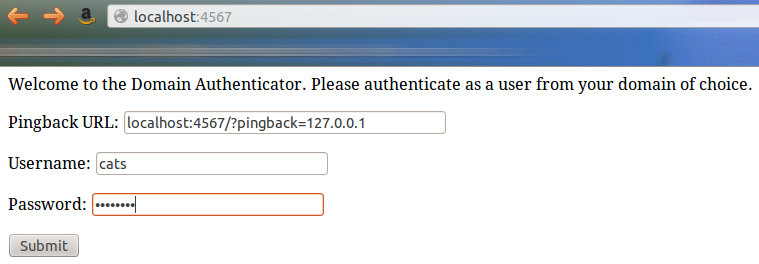 localhost:4567
Welcome to the Domain Authenticator. Please authenticate as a user from your domain of choice.
Pingback URL: localhost:4567/?pingback=127.0.0.1
Username: cats
Password: ••••••••
Submit